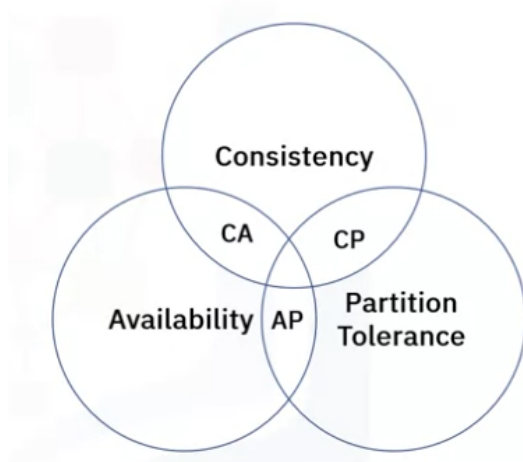 Consistency
CA
CP
Availability
AP
Partition
Tolerance